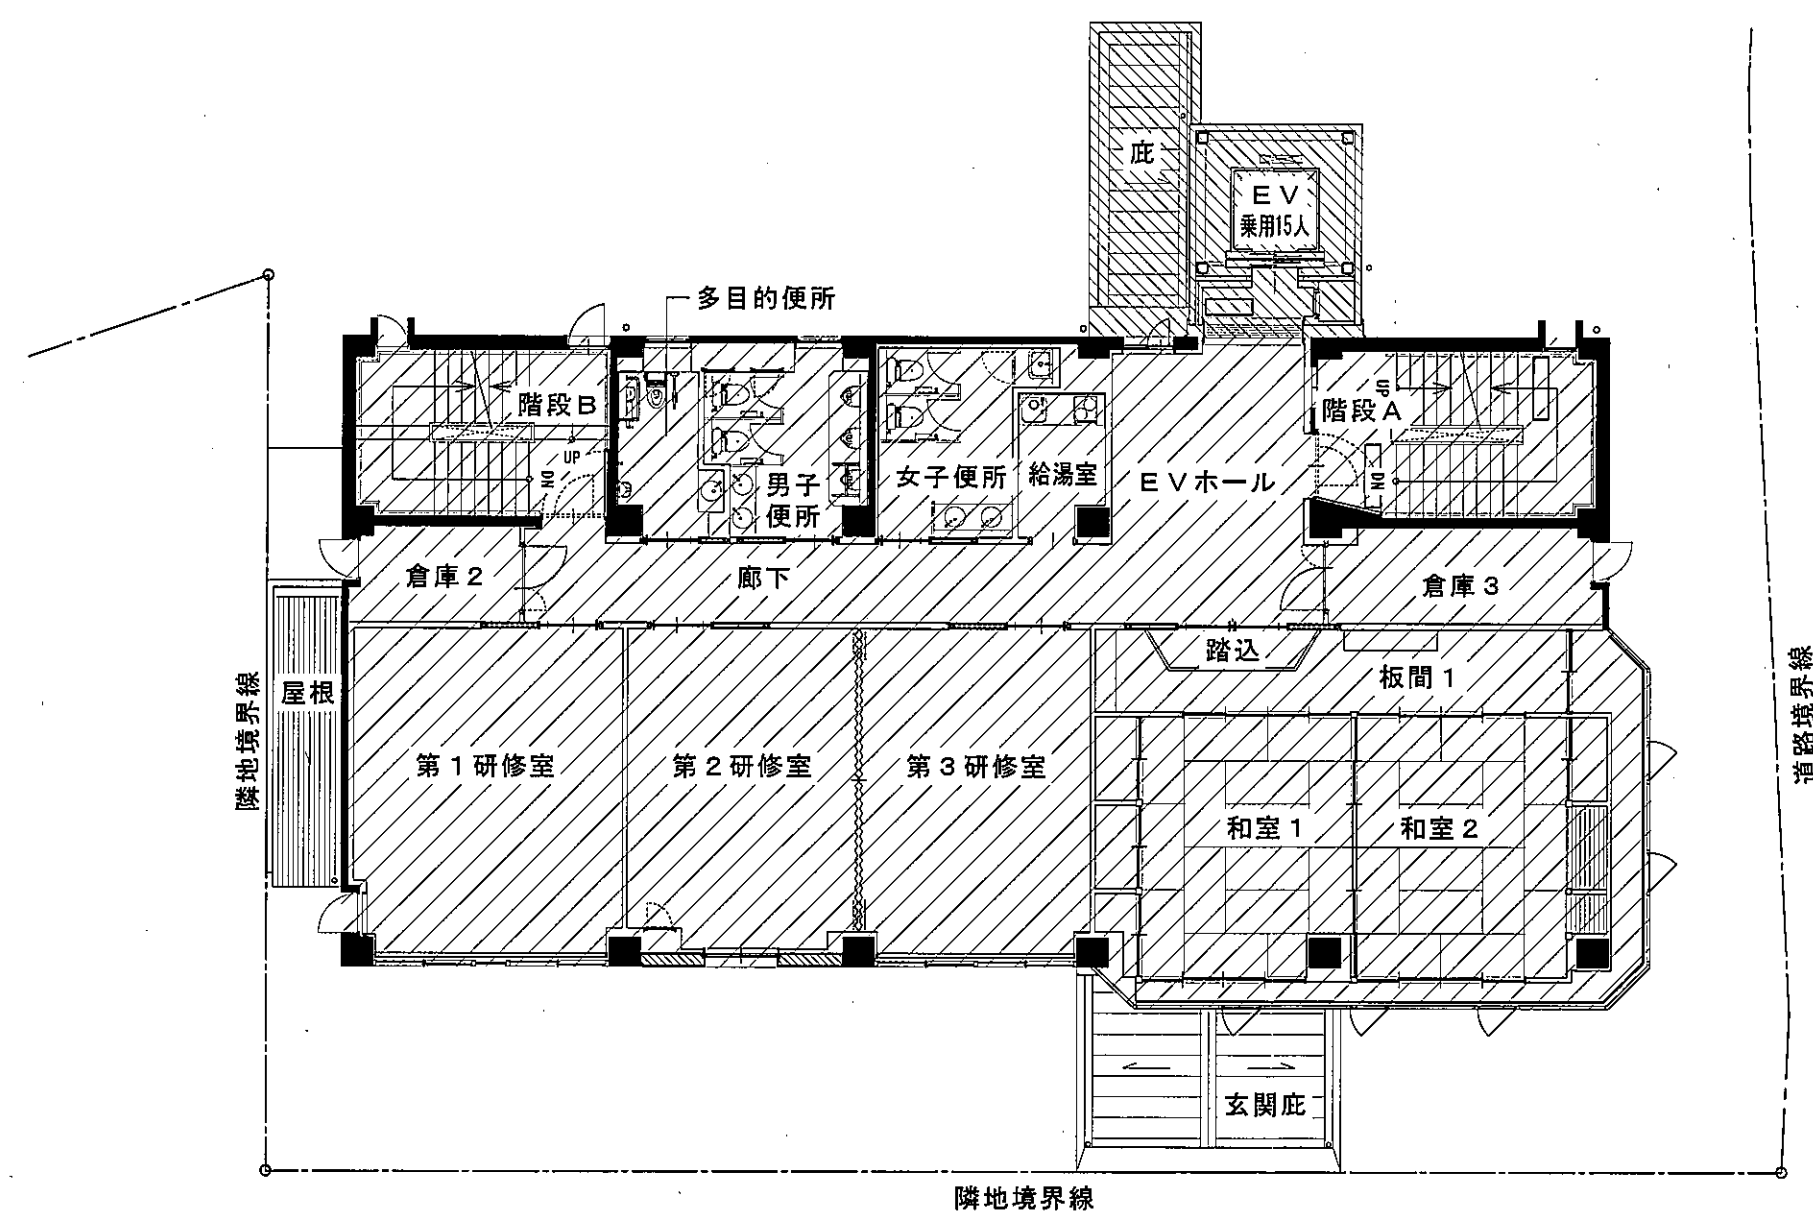 庇
EV
乗用15人
多目的便所
階段B
UP
DN
男子
便所
女子便所
給湯室
EVホール
階段A
UP
DN
倉庫2
廊下
倉庫3
踏込
板間1
屋根
隣地境界線
道路境界線
第1研修室
第2研修室
第3研修室
和室1
和室2
玄関庇
隣地境界線